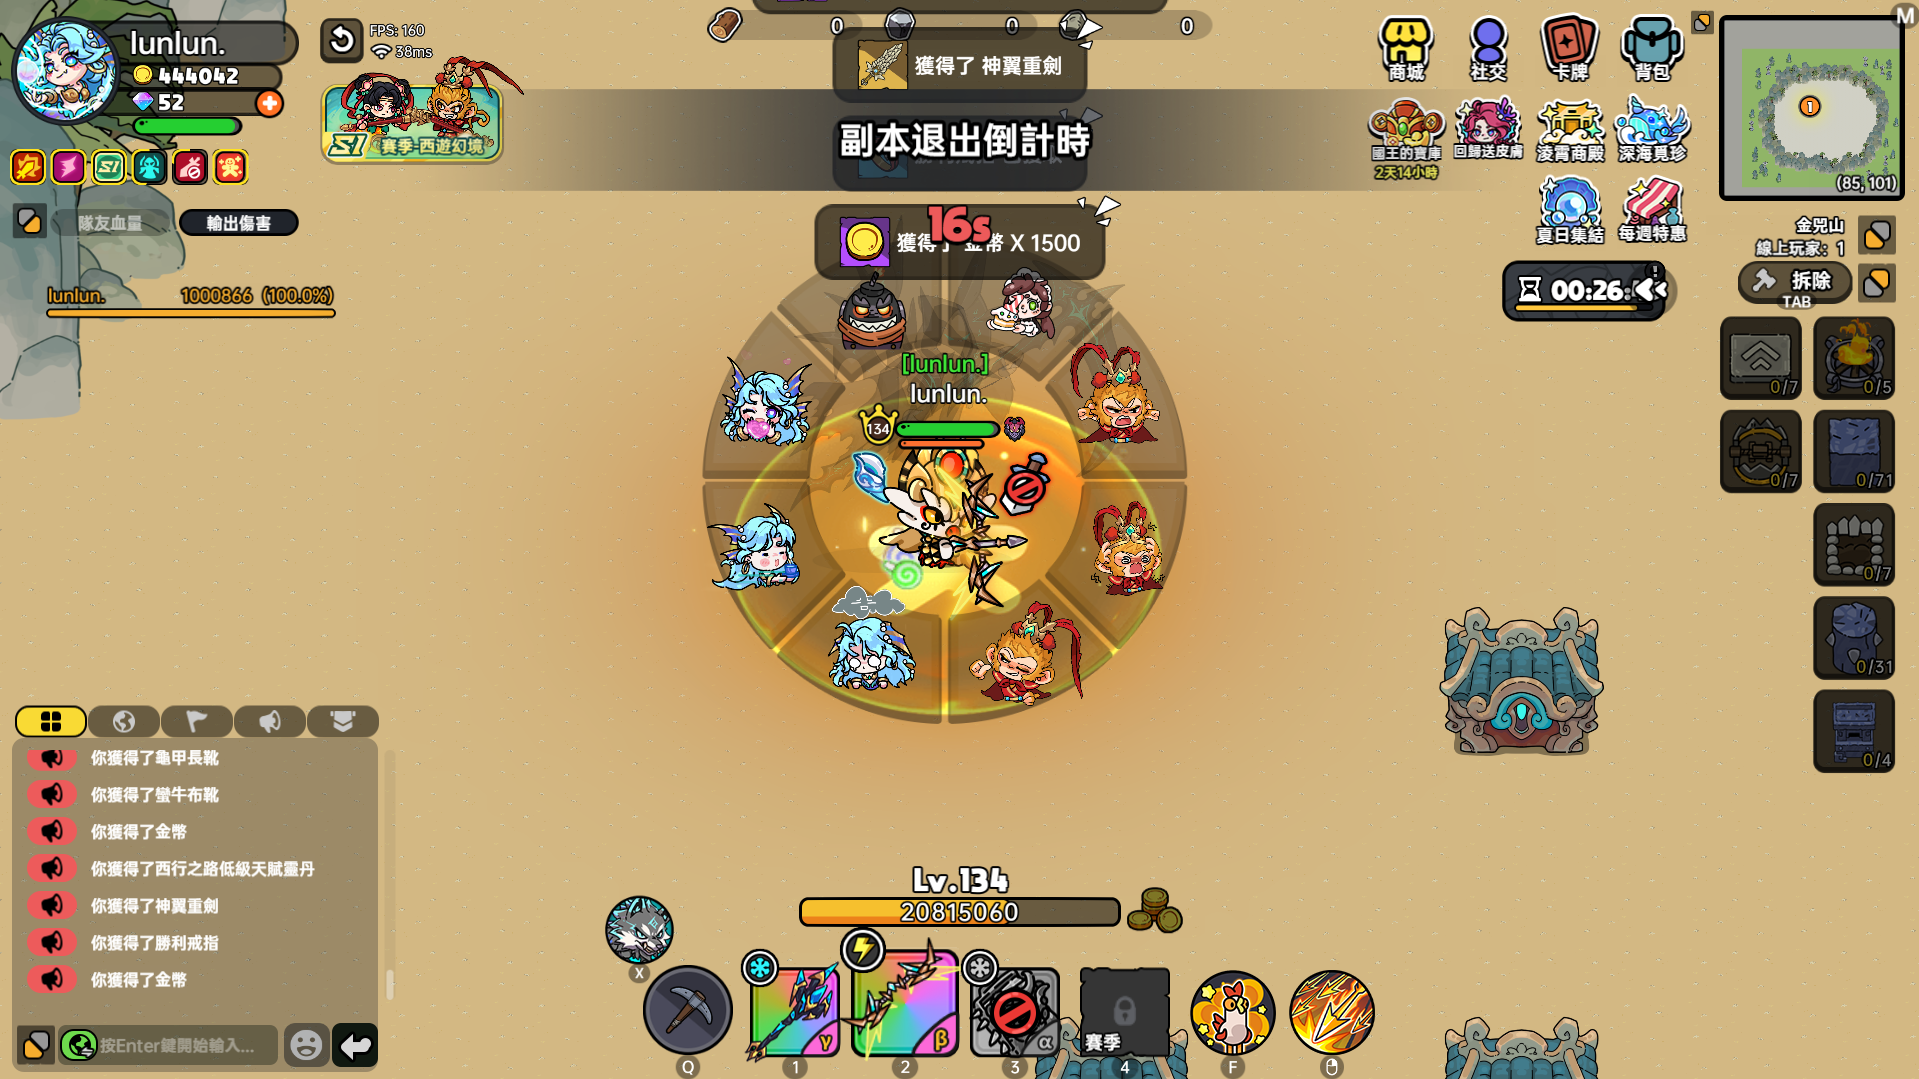 lunlun.
444042
52
FPS: 160
38ms
S1 賽季-西遊幻境
S1
隊友血量
輸出傷害
lunlun. 1000866 (100.0%)
0
0
0
獲得了 神翼重劍
副本退出倒計時
16s
獲得了 金幣 X 1500
商城
社交
卡牌
背包
國王的寶庫
2天14小時
回歸送皮膚
淩霄商殿
深海覓珍
夏日集結
每週特惠
M
1
(85, 101)
金兕山
線上玩家: 1
00:26:
拆除
TAB
0/7
0/5
0/7
0/71
0/7
0/31
0/4
[lunlun.]
lunlun.
134
你獲得了龜甲長靴
你獲得了蠻牛布靴
你獲得了金幣
你獲得了西行之路低級天賦靈丹
你獲得了神翼重劍
你獲得了勝利戒指
你獲得了金幣
按Enter鍵開始輸入...
Lv.134
20815060
X
γ
β
α
賽季
Q
1
2
3
4
F